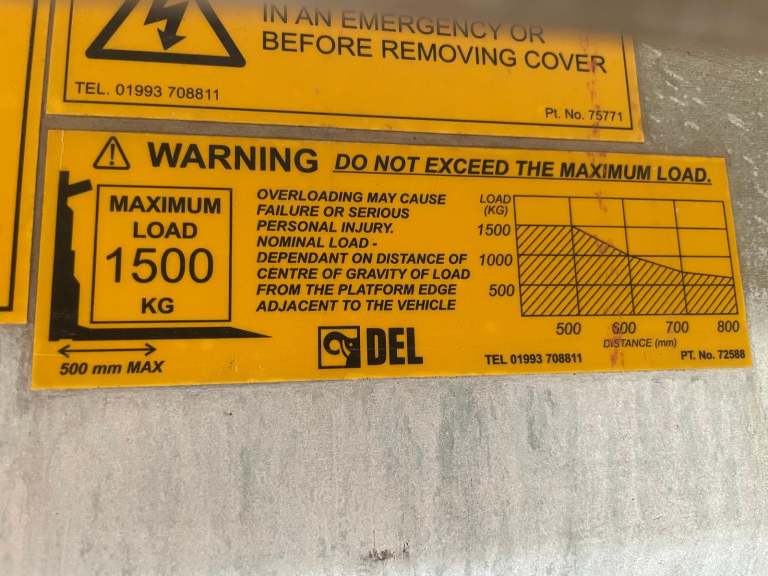 IN AN EMERGENCY OR
BEFORE REMOVING COVER
TEL. 01993 708811
Pt. No. 75771
WARNING DO NOT EXCEED THE MAXIMUM LOAD.
MAXIMUM
LOAD
1500
KG
500 mm MAX
OVERLOADING MAY CAUSE
FAILURE OR SERIOUS
PERSONAL INJURY.
NOMINAL LOAD -
DEPENDANT ON DISTANCE OF
CENTRE OF GRAVITY OF LOAD
FROM THE PLATFORM EDGE
ADJACENT TO THE VEHICLE
DEL
LOAD
(KG)
1500
1000
500
500 600 700 800
DISTANCE (mm)
TEL 01993 708811
PT. No. 72588